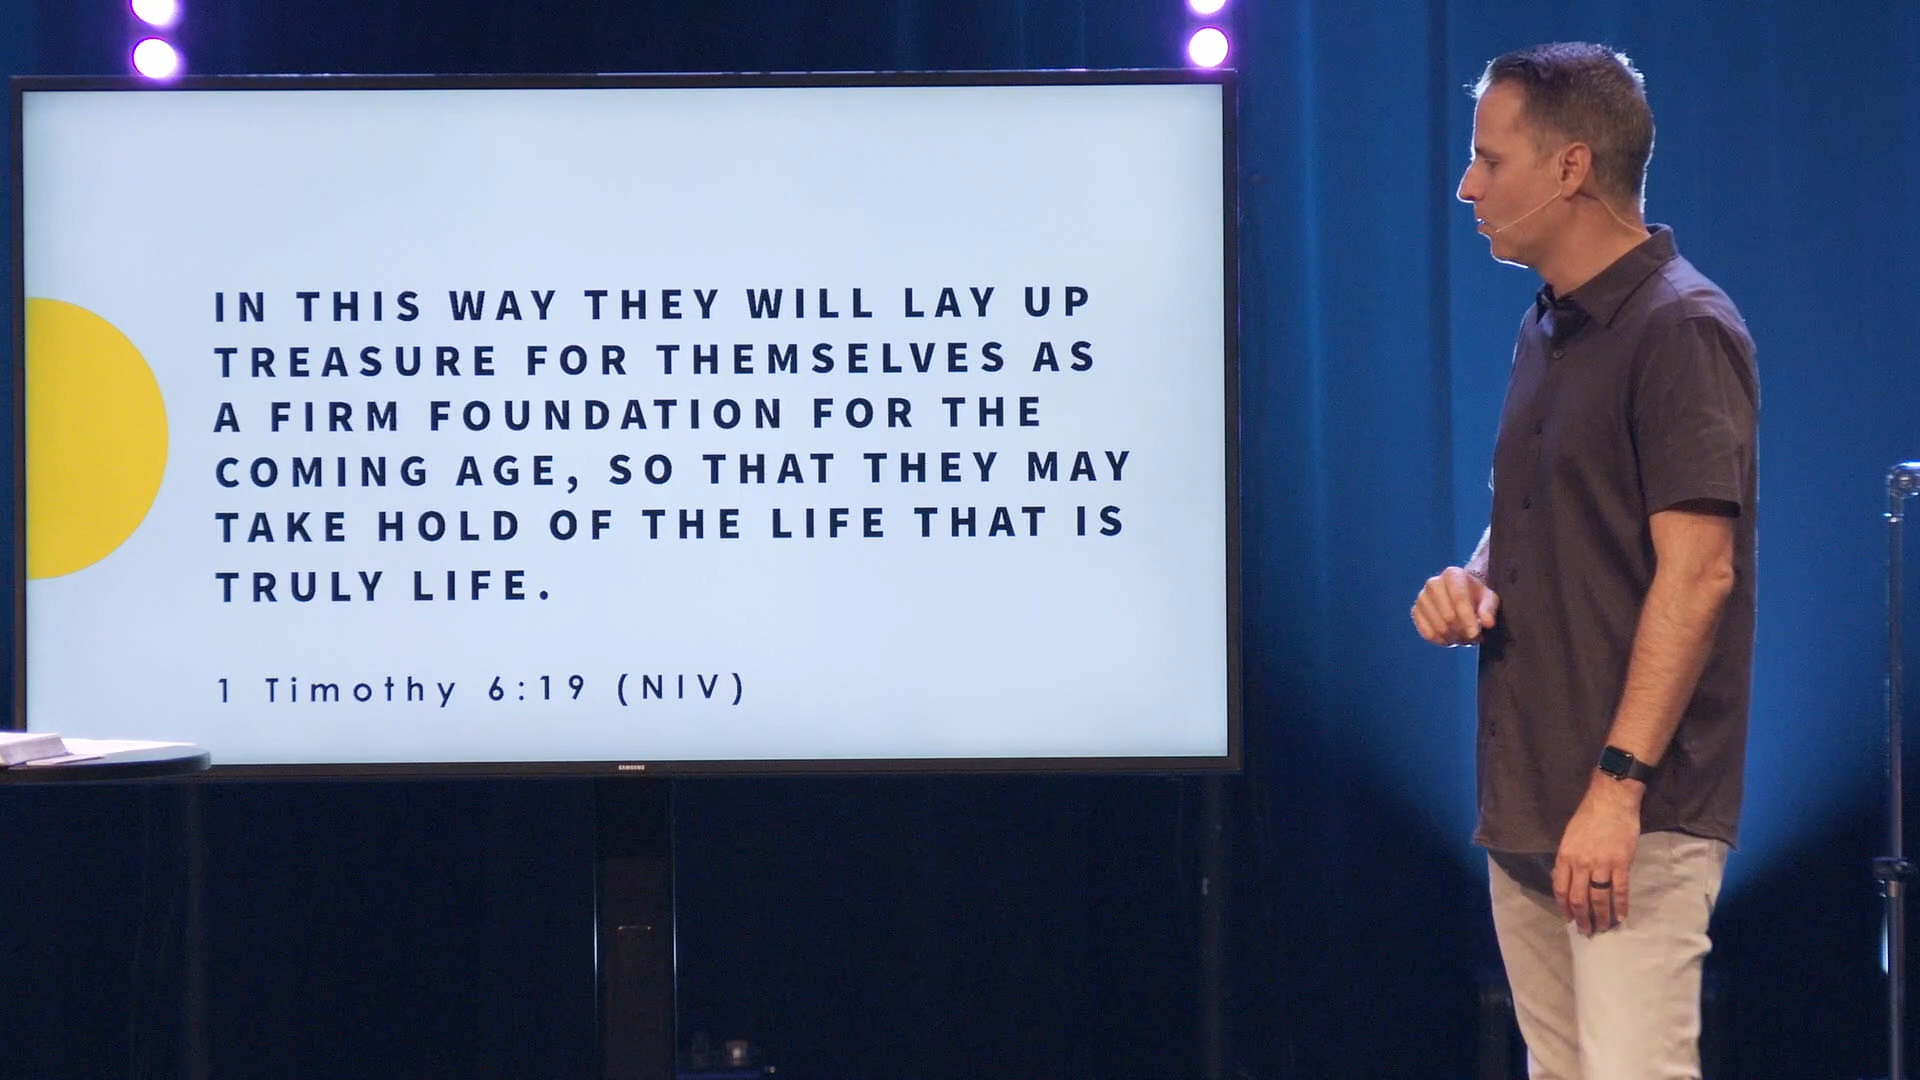 IN THIS WAY THEY WILL LAY UP
TREASURE FOR THEMSELVES AS
A FIRM FOUNDATION FOR THE
COMING AGE, SO THAT THEY MAY
TAKE HOLD OF THE LIFE THAT IS
TRULY LIFE.
1 Timothy 6:19 (NIV)
SAMSUNG